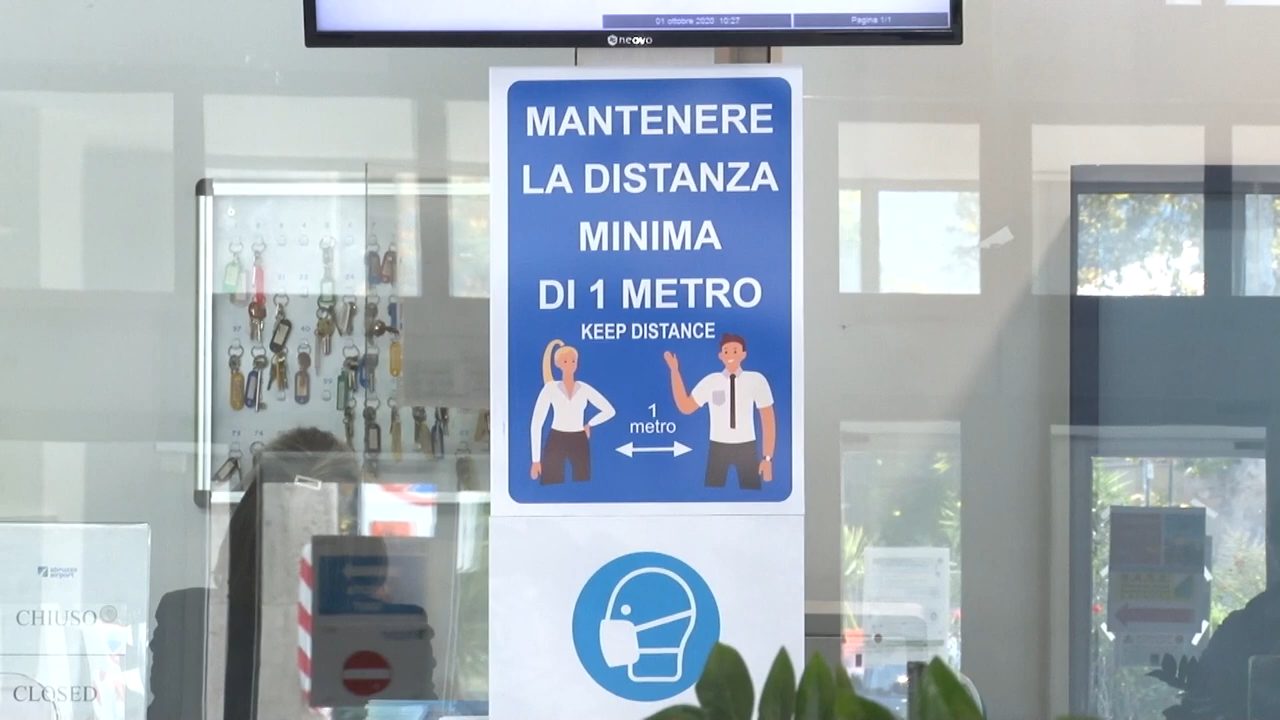 01 ottobre 2020 10:27 Pagina 1/1
neovo
MANTENERE
LA DISTANZA
MINIMA
DI 1 METRO
KEEP DISTANCE
1
metro
CHIUSO
CLOSED